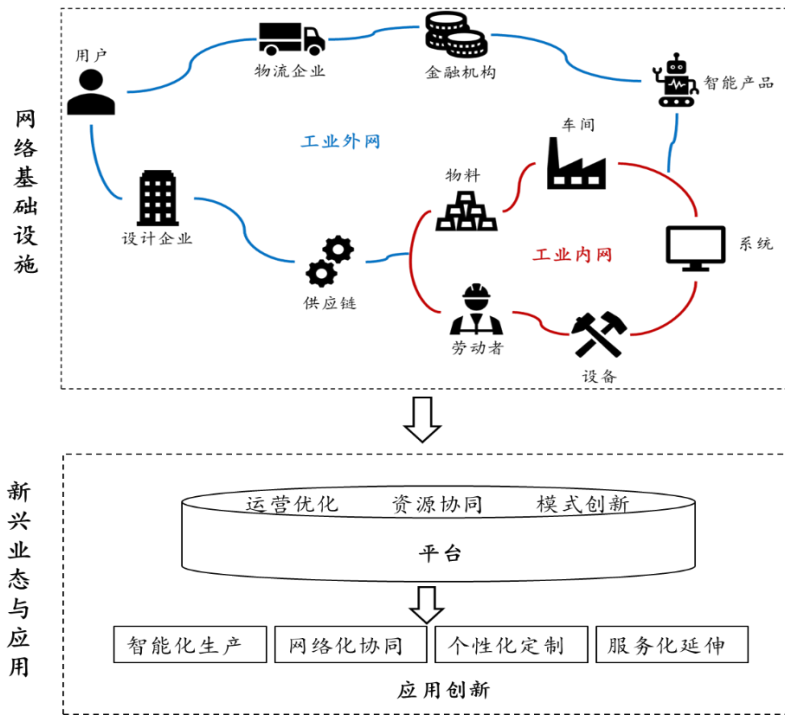 网络基础设施
用户
物流企业
金融机构
智能产品
工业外网
车间
物料
设计企业
工业内网
系统
供应链
劳动者
设备
新兴业态与应用
运营优化
资源协同
模式创新
平台
智能化生产
网络化协同
个性化定制
服务化延伸
应用创新